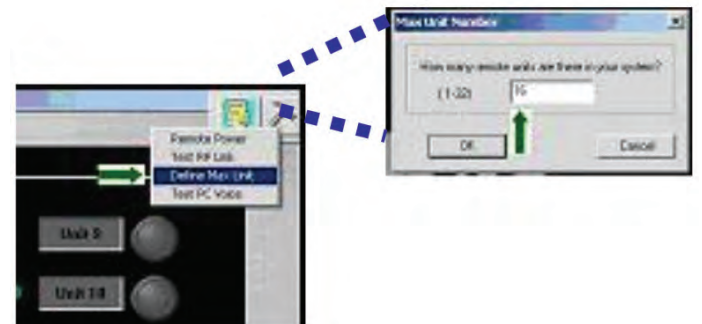 Max Unit Number
How many remote units are there in your system?
(1-32)
16
OK
Cancel
Remote Power
Test RF Link
Define Max Unit
Test PC Voice
Unit 9
Unit 10